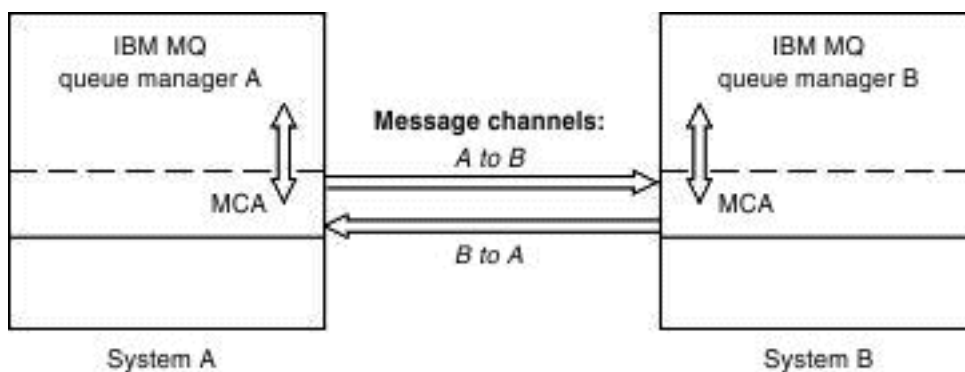 IBM MQ
queue manager A
MCA
System A
Message channels:
A to B
B to A
IBM MQ
queue manager B
MCA
System B